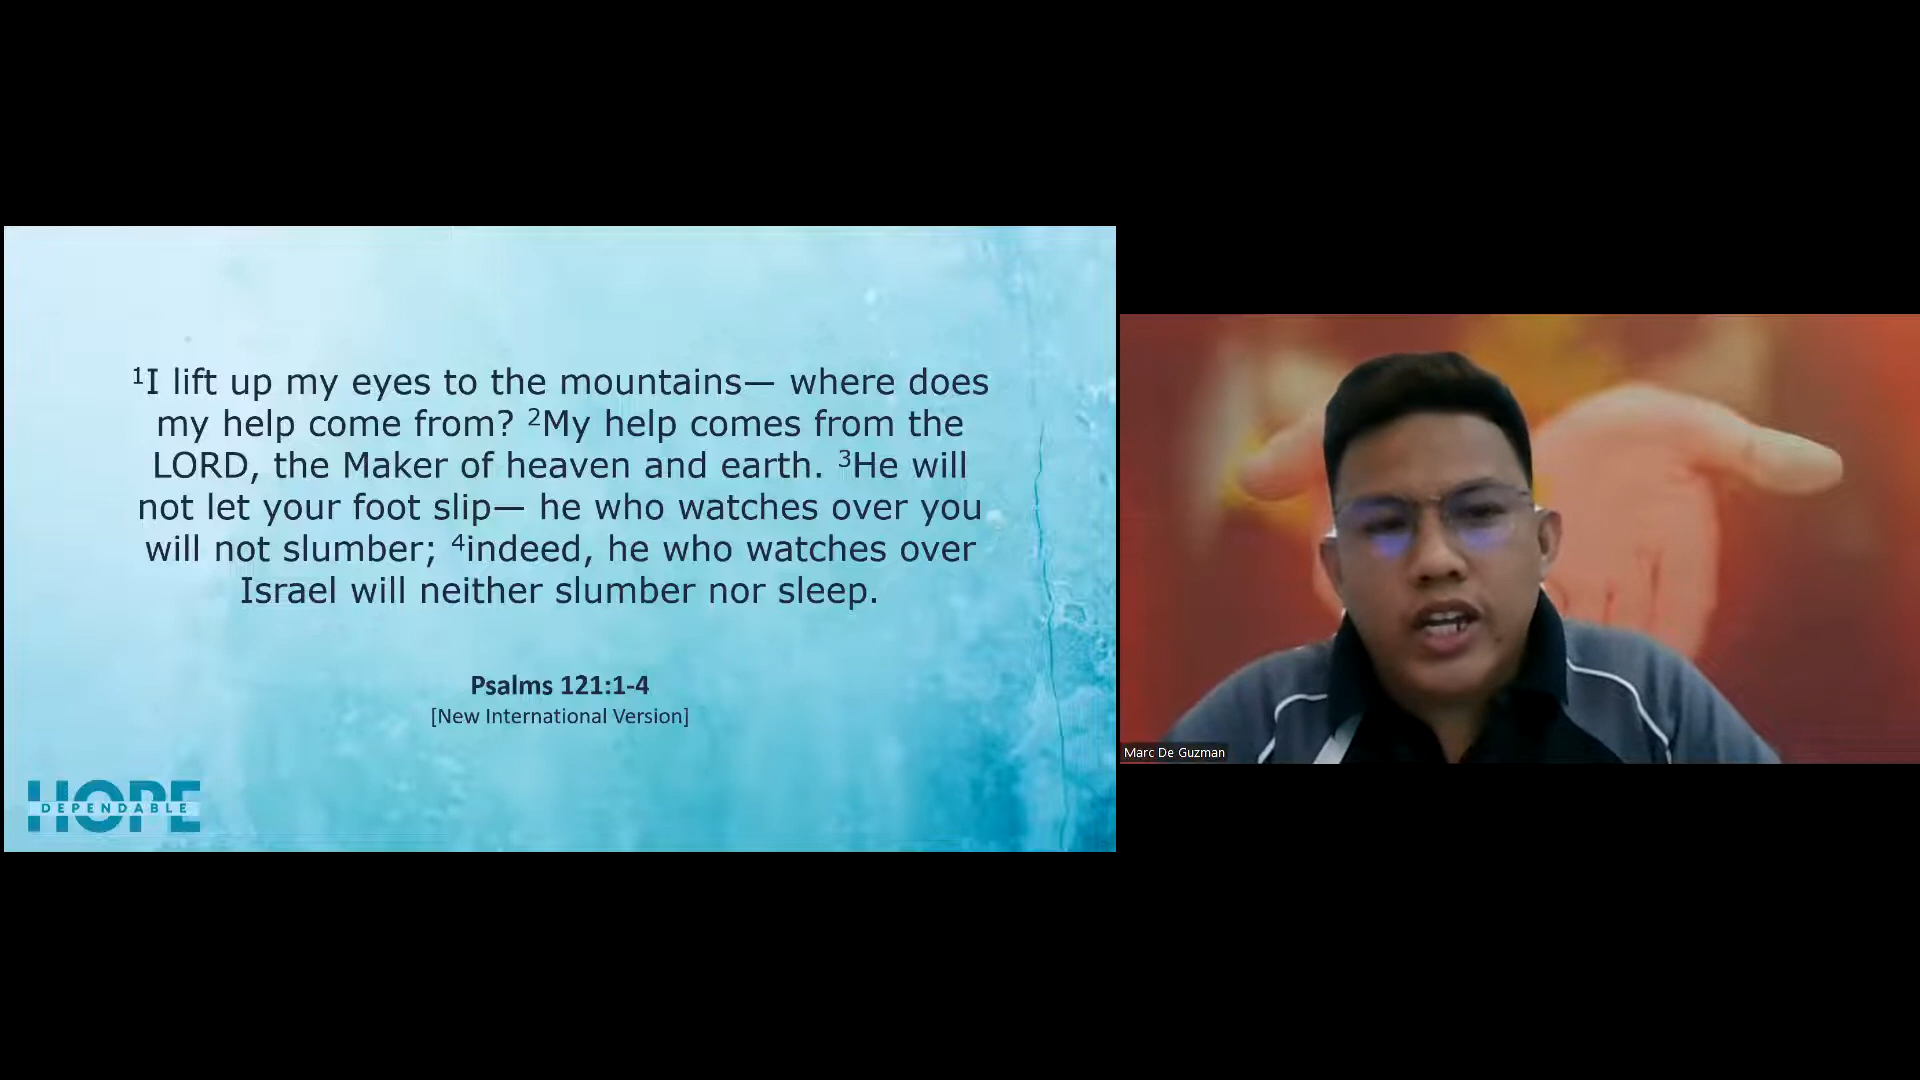 ¹I lift up my eyes to the mountains— where does
my help come from? ²My help comes from the
LORD, the Maker of heaven and earth. ³He will
not let your foot slip— he who watches over you
will not slumber; ⁴indeed, he who watches over
Israel will neither slumber nor sleep.
Psalms 121:1-4
[New International Version]
HOPE
DEPENDABLE
Marc De Guzman